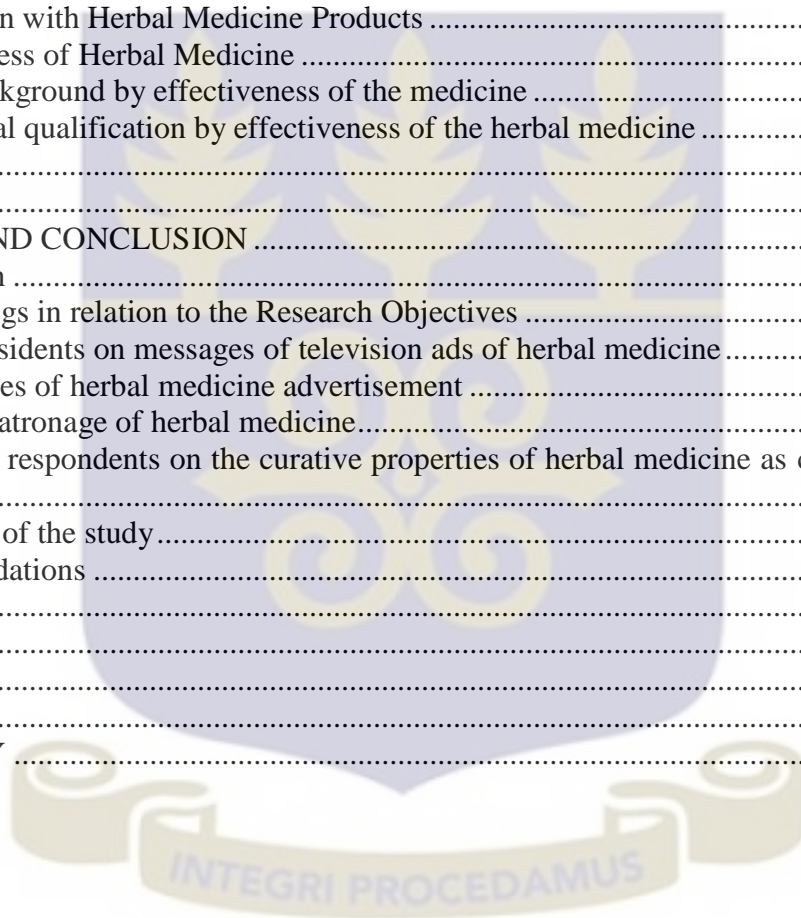 n with Herbal Medicine Products ..........................................................
ess of Herbal Medicine ..........................................................
kground by effectiveness of the medicine ..........................................................
al qualification by effectiveness of the herbal medicine ..........................................................
..........................................................
..........................................................
ND CONCLUSION ..........................................................
n ..........................................................
gs in relation to the Research Objectives ..........................................................
sidents on messages of television ads of herbal medicine ..........................................................
es of herbal medicine advertisement ..........................................................
atronage of herbal medicine ..........................................................
respondents on the curative properties of herbal medicine as
..........................................................
of the study ..........................................................
dations ..........................................................
..........................................................
..........................................................
..........................................................
..........................................................
..........................................................
INTEGRI PROCEDAMUS